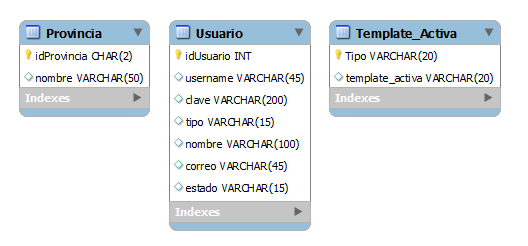 Provincia
idProvincia CHAR(2)
nombre VARCHAR(50)
Indexes
Usuario
idUsuario INT
username VARCHAR(45)
clave VARCHAR(200)
tipo VARCHAR(15)
nombre VARCHAR(100)
correo VARCHAR(45)
estado VARCHAR(15)
Indexes
Template_Activa
Tipo VARCHAR(20)
template_activa VARCHAR(20)
Indexes